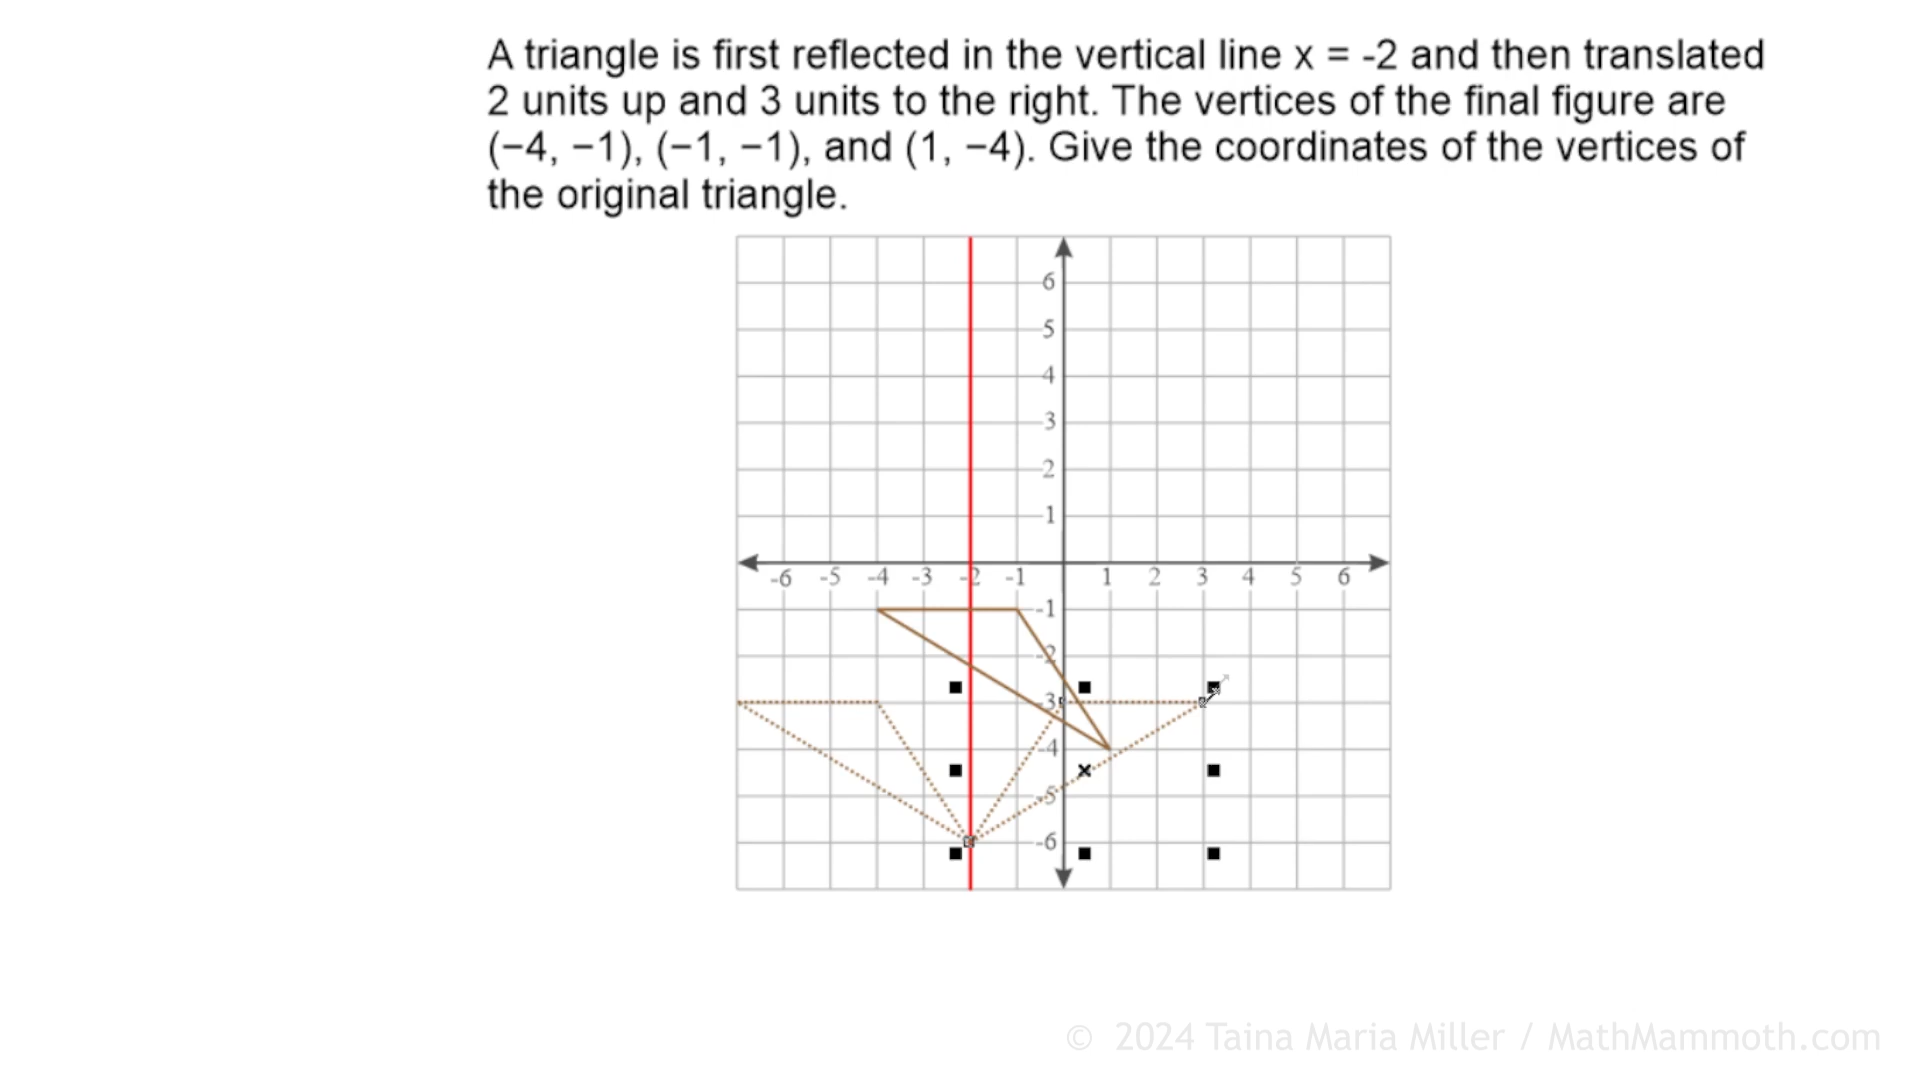 A triangle is first reflected in the vertical line x = -2 and then translated
2 units up and 3 units to the right. The vertices of the final figure are
(−4, −1), (−1, −1), and (1, −4). Give the coordinates of the vertices of
the original triangle.
6
5
4
3
2
1
-6 -5 -4 -3 -2 -1 1 2 3 4 5 6
-1
-2
-3
-4
-5
-6
© 2024 Taina Maria Miller / MathMammoth.com